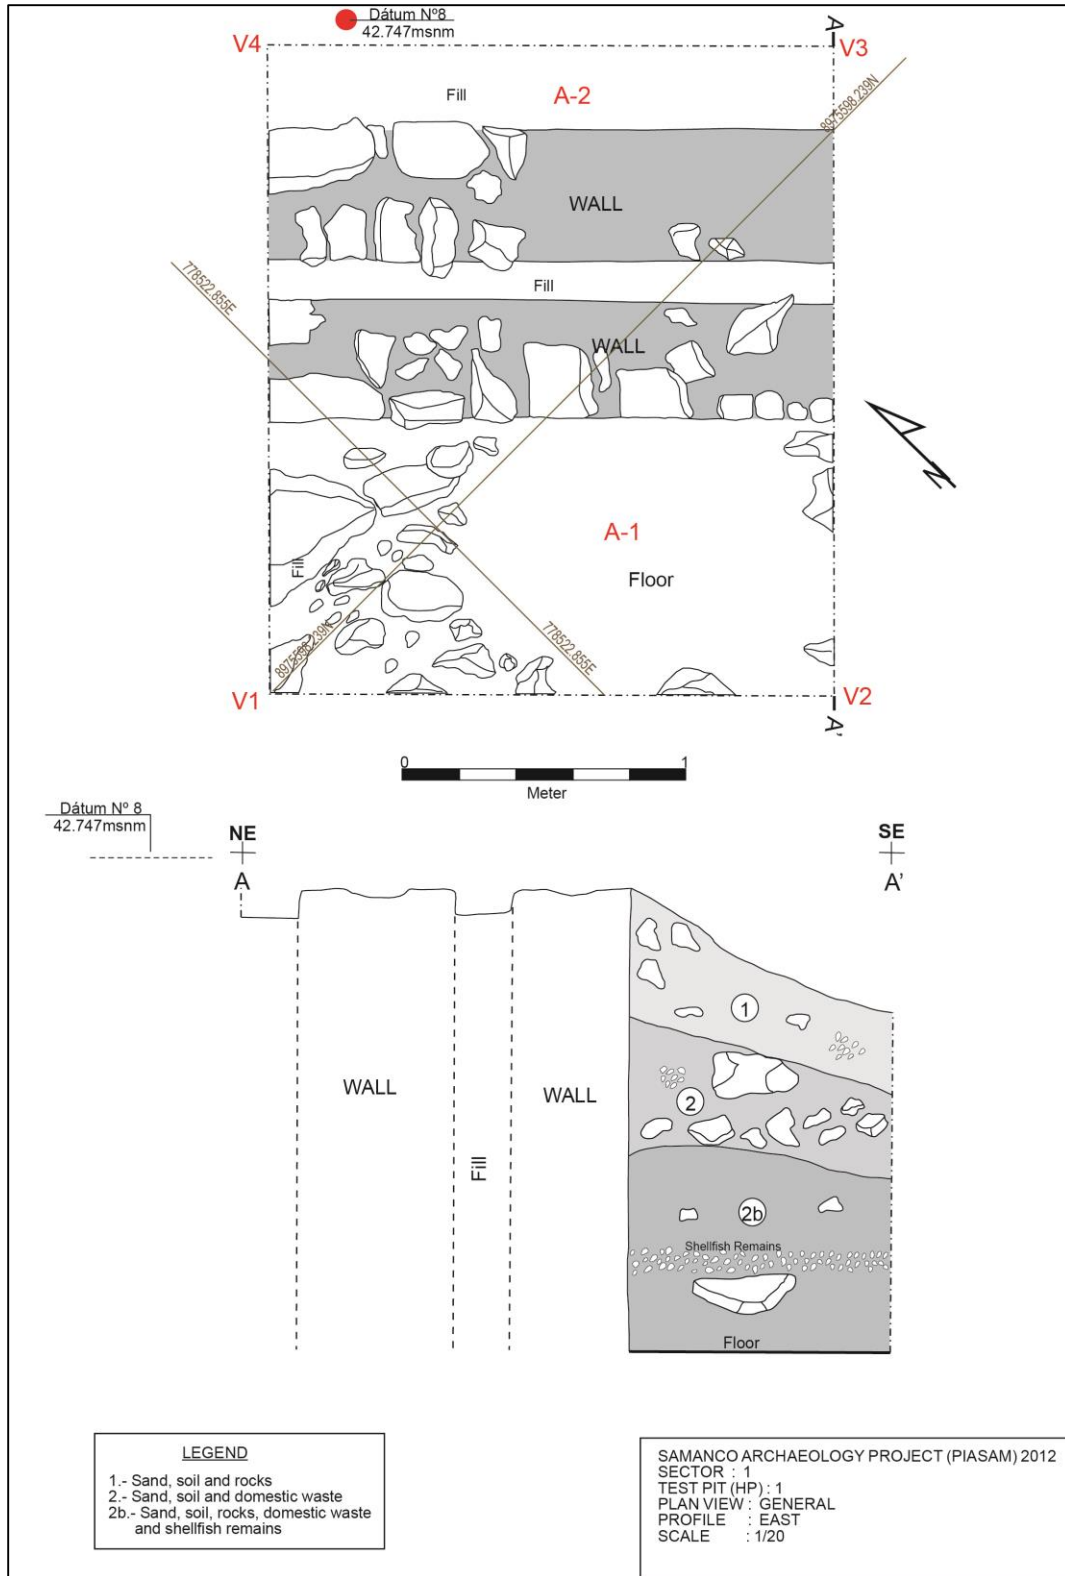 Dátum Nº8
42.747msnm
V4
A
V3
Fill
A-2
8975598.239N
WALL
778522.855E
Fill
WALL
A-1
Fill
Floor
8975598.239N
778522.855E
N
V1
V2
A'
0
1
Meter
Dátum Nº 8
42.747msnm
NE
SE
A
A'
1
WALL
WALL
2
Fill
2b
Shellfish Remains
Floor
LEGEND
1.- Sand, soil and rocks
2.- Sand, soil and domestic waste
2b.- Sand, soil, rocks, domestic waste
and shellfish remains
SAMANCO ARCHAEOLOGY PROJECT (PIASAM) 2012
SECTOR : 1
TEST PIT (HP) : 1
PLAN VIEW : GENERAL
PROFILE : EAST
SCALE : 1/20